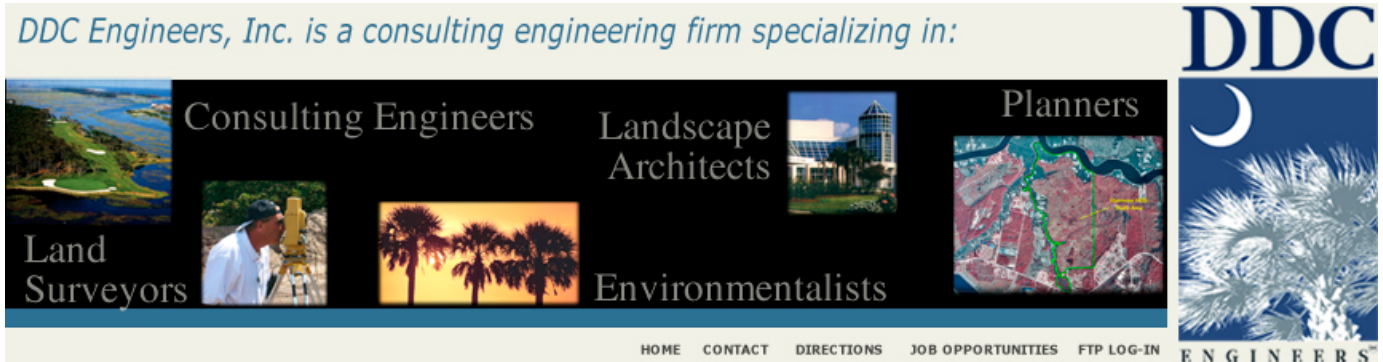 DDC Engineers, Inc. is a consulting engineering firm specializing in:
DDC
Consulting Engineers
Landscape
Architects
Planners
Land
Surveyors
Environmentalists
HOME CONTACT DIRECTIONS JOB OPPORTUNITIES FTP LOG-IN
ENGINEERS